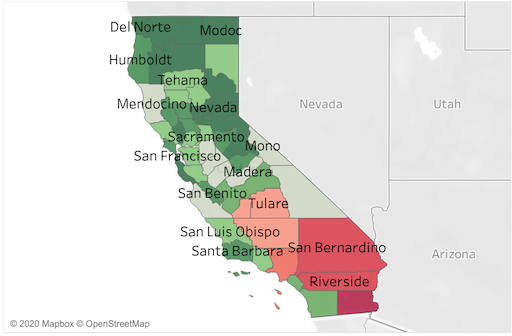 Del Norte
Modoc
Humboldt
Tehama
Nevada
Utah
Mendocino
Nevada
Sacramento
Mono
San Francisco
Madera
San Benito
Tulare
San Luis Obispo
San Bernardino
Santa Barbara
Arizona
Riverside
© 2020 Mapbox © OpenStreetMap